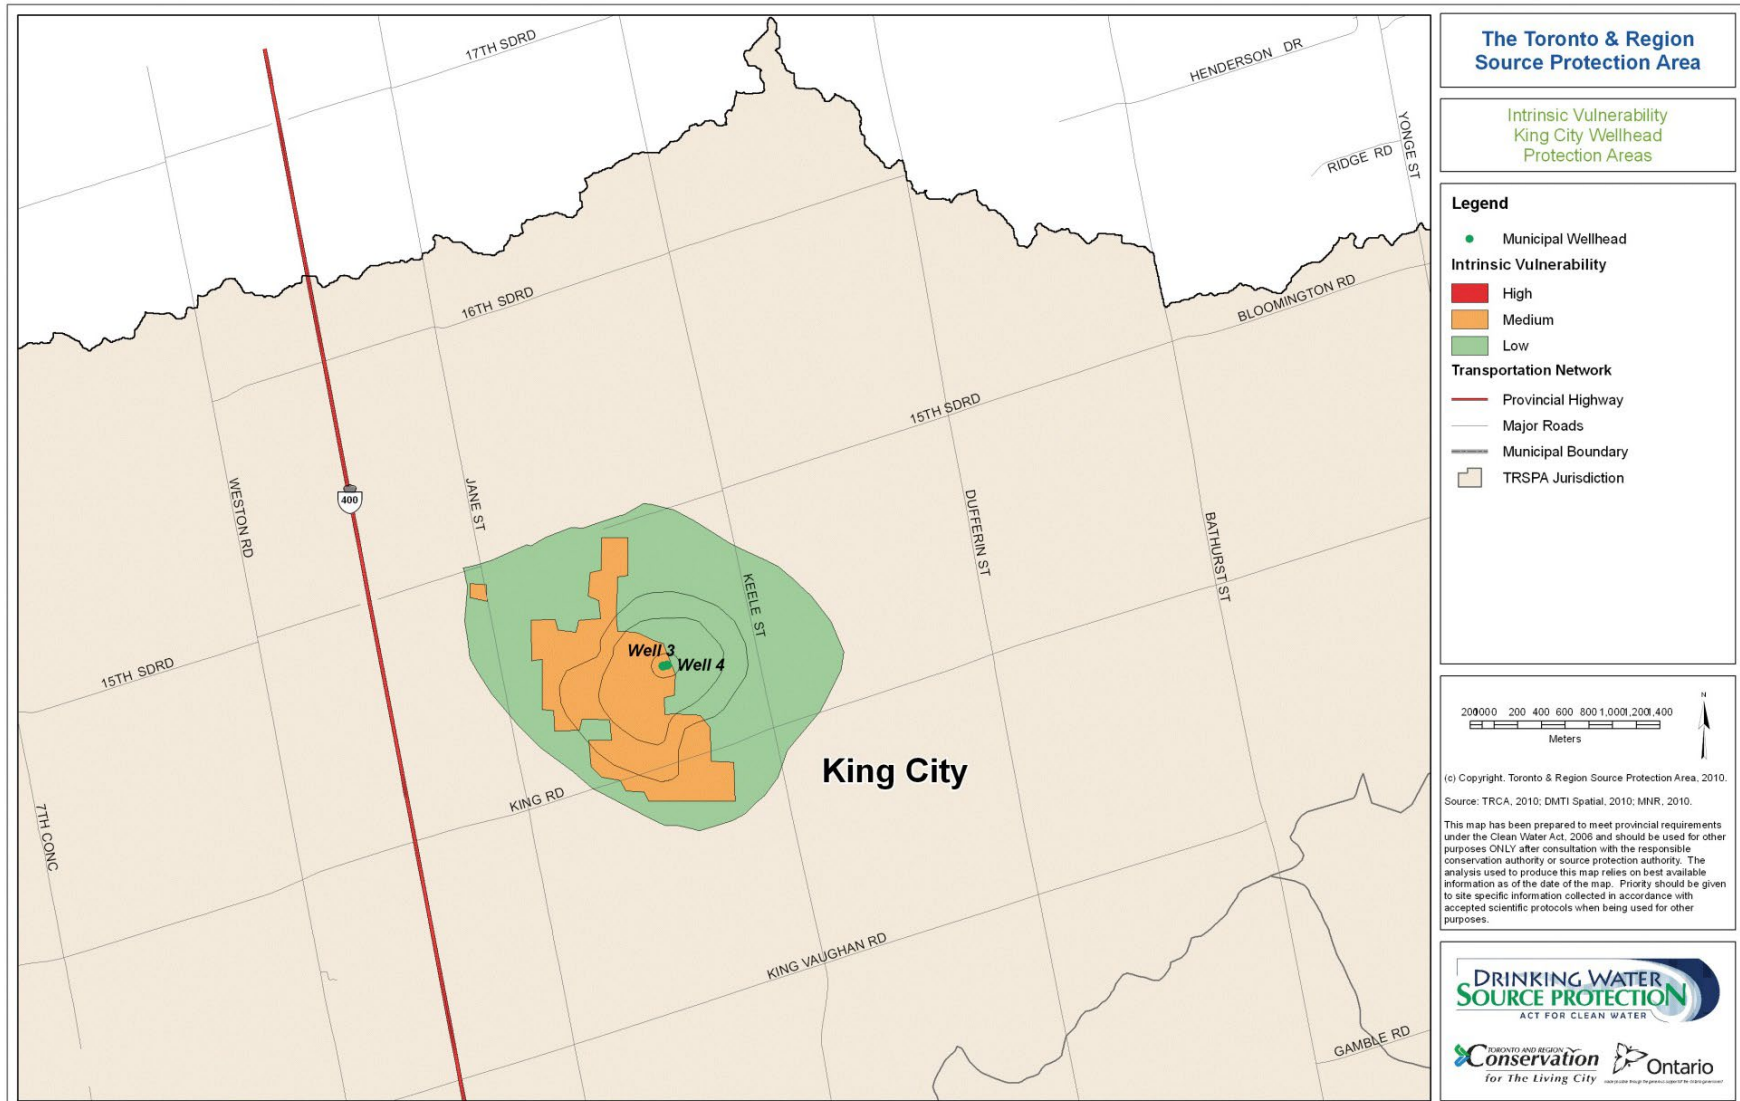 17TH SDRD
HENDERSON DR
YONGE ST
RIDGE RD
16TH SDRD
BLOOMINGTON RD
15TH SDRD
400
WESTON RD
JANE ST
DUFFERIN ST
BATHURST ST
KEELE ST
Well 3
Well 4
15TH SDRD
King City
KING RD
7TH CONC
KING VAUGHAN RD
GAMBLE RD
The Toronto & Region
Source Protection Area
Intrinsic Vulnerability
King City Wellhead
Protection Areas
Legend
Municipal Wellhead
Intrinsic Vulnerability
High
Medium
Low
Transportation Network
Provincial Highway
Major Roads
Municipal Boundary
TRSPA Jurisdiction
N
200 400 600 800 1,000 1,200 1,400
Meters
(c) Copyright. Toronto & Region Source Protection Area, 2010.
Source: TRCA, 2010; DMTI Spatial, 2010; MNR, 2010.
This map has been prepared to meet provincial requirements
under the Clean Water Act, 2006 and should be used for other
purposes ONLY after consultation with the responsible
conservation authority or source protection authority. The
analysis used to produce this map relies on best available
information as of the date of the map. Priority should be given
to site specific information collected in accordance with
accepted scientific protocols when being used for other
purposes.
DRINKING WATER
SOURCE PROTECTION
ACT FOR CLEAN WATER
TORONTO AND REGION
Conservation
for The Living City
Ontario